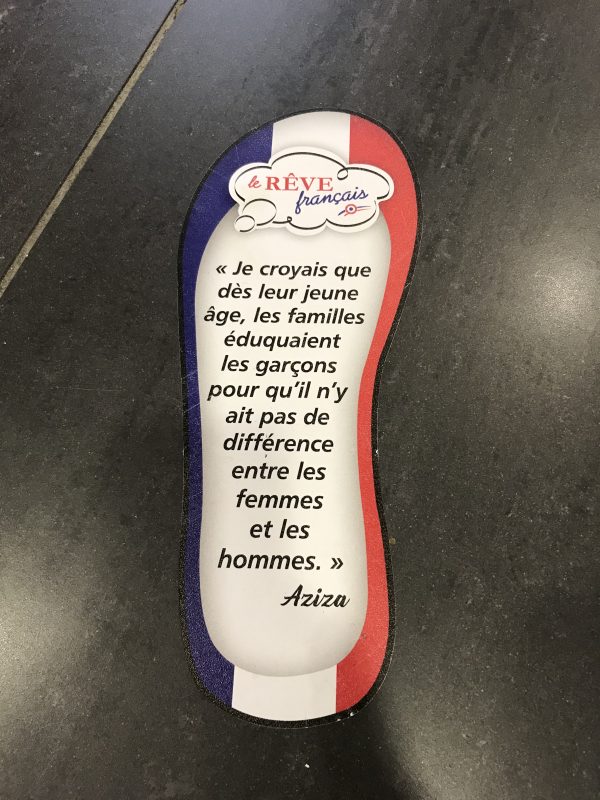 le RÊVE
français
« Je croyais que
dès leur jeune
âge, les familles
éduquaient
les garçons
pour qu'il n'y
ait pas de
différence
entre les
femmes
et les
hommes. »
Aziza